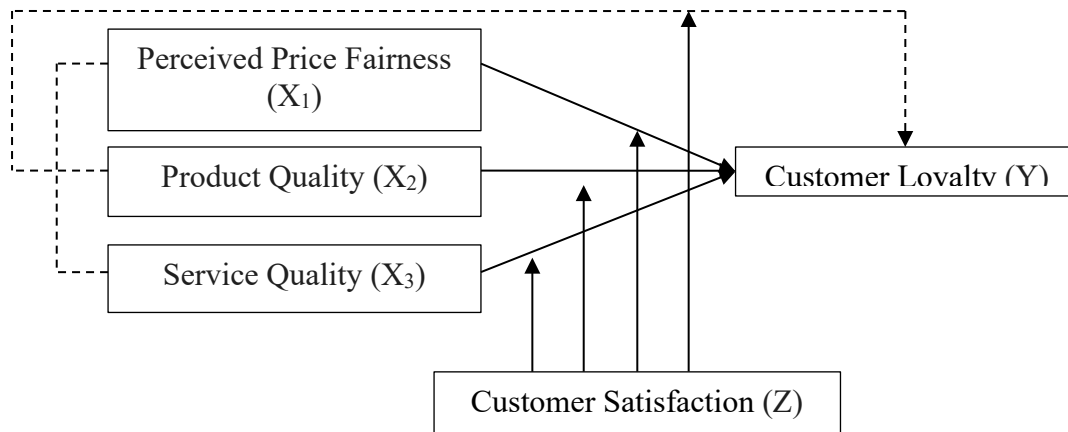 Perceived Price Fairness
(X₁)
Product Quality (X₂)
Customer Loyalty (Y)
Service Quality (X₃)
Customer Satisfaction (Z)